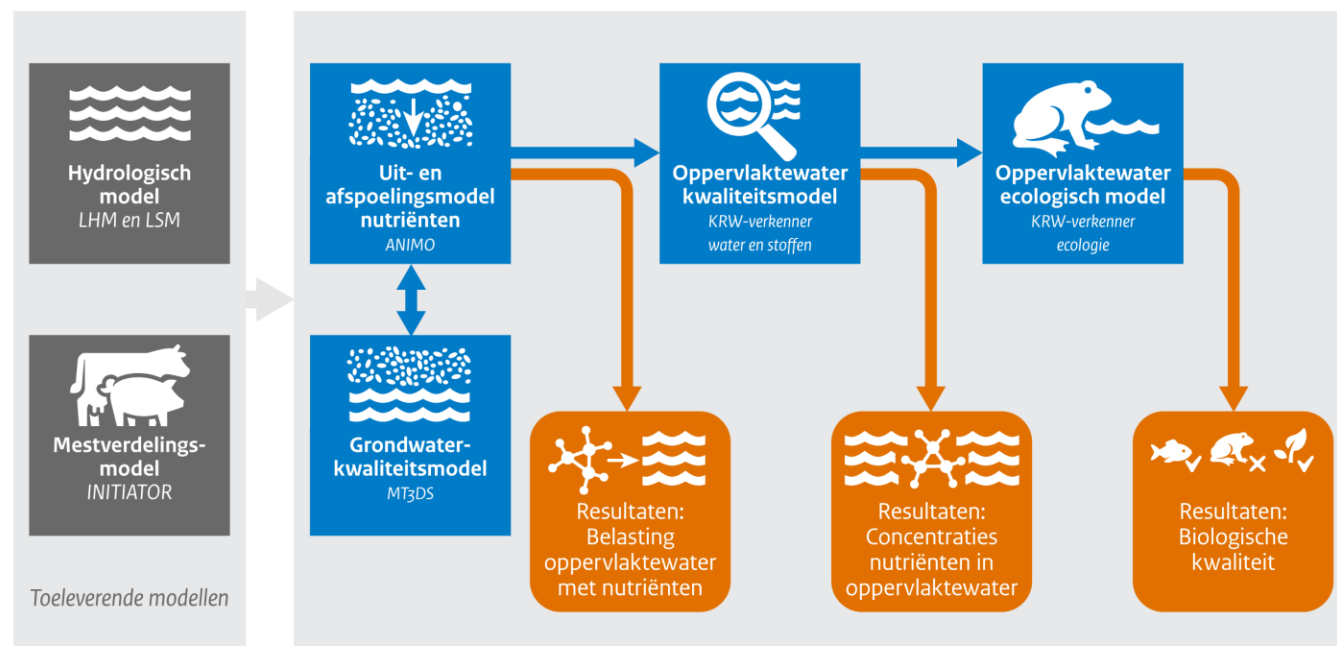 Hydrologisch
model
LHM en LSM
Mestverdelings-
model
INITIATOR
Toeleverende modellen
Uit- en
afspoelingsmodel
nutriënten
ANIMO
Grondwater-
kwaliteitsmodel
MT3DS
Oppervlaktewater
kwaliteitsmodel
KRW-verkenner
water en stoffen
Oppervlaktewater
ecologisch model
KRW-verkenner
ecologie
Resultaten:
Belasting
oppervlaktewater
met nutriënten
Resultaten:
Concentraties
nutriënten in
oppervlaktewater
Resultaten:
Biologische
kwaliteit